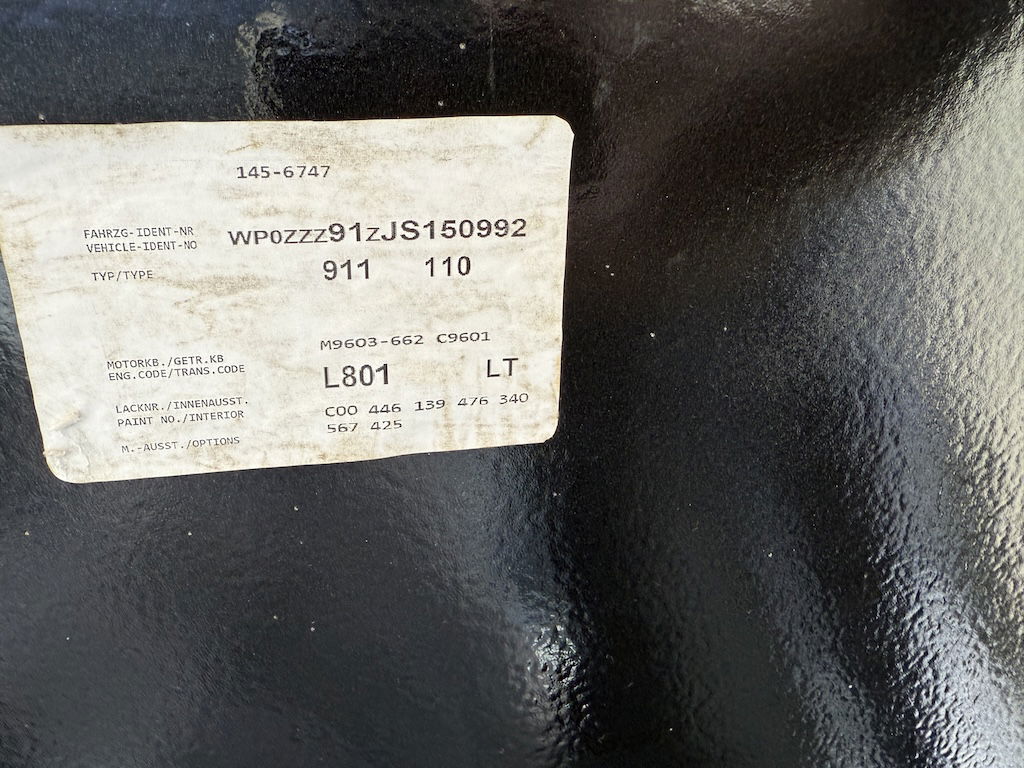 145-6747
FAHRZG-IDENT-NR
VEHICLE-IDENT-NO WP0ZZZ91ZJS150992
TYP/TYPE 911 110
M9603-662 C9601
MOTORKB./GETR.KB
ENG.CODE/TRANS.CODE L801 LT
LACKNR./INNENAUSST.
PAINT NO./INTERIOR C00 446 139 476 340
567 425
M.-AUSST./OPTIONS